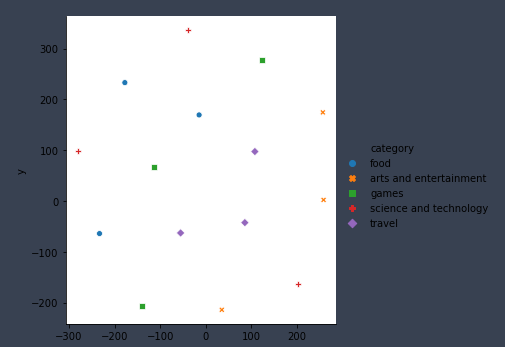 300
200
100
0
−100
−200
y
−300
−200
−100
0
100
200
category
food
arts and entertainment
games
science and technology
travel